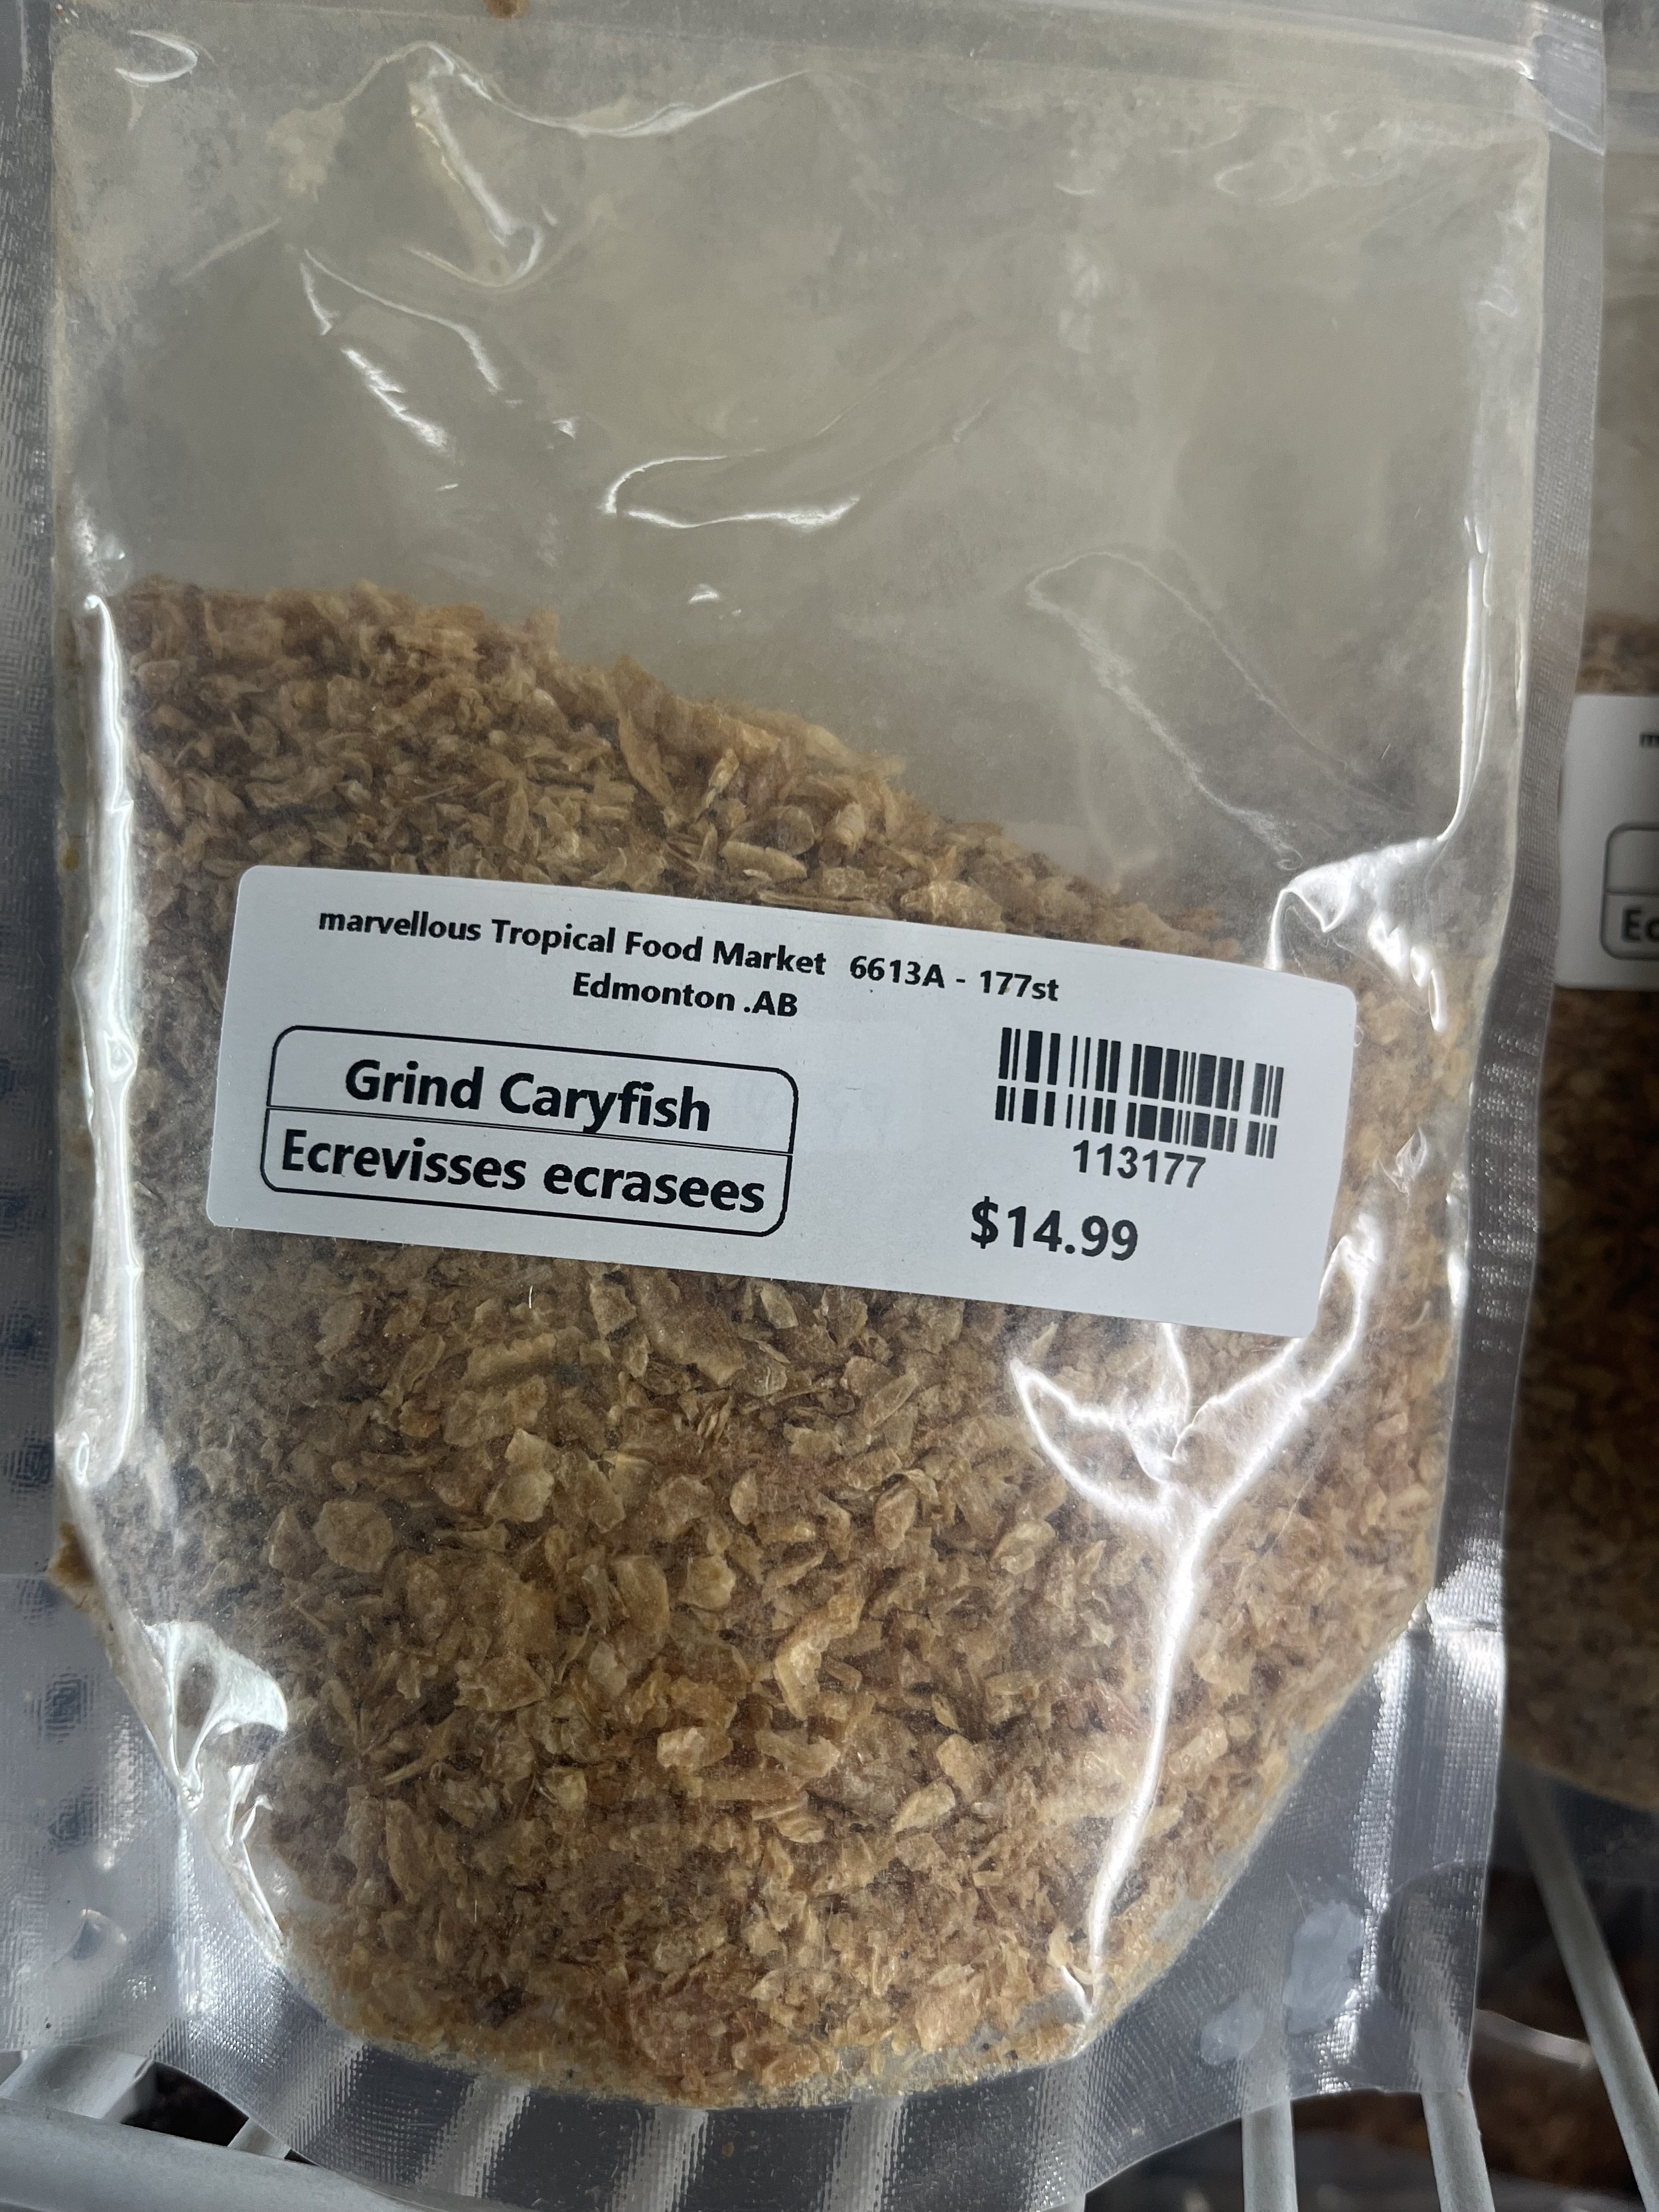 marvellous Tropical Food Market 6613A - 177st
Edmonton .AB
Grind Caryfish
Ecrevisses ecrasees
113177
$14.99